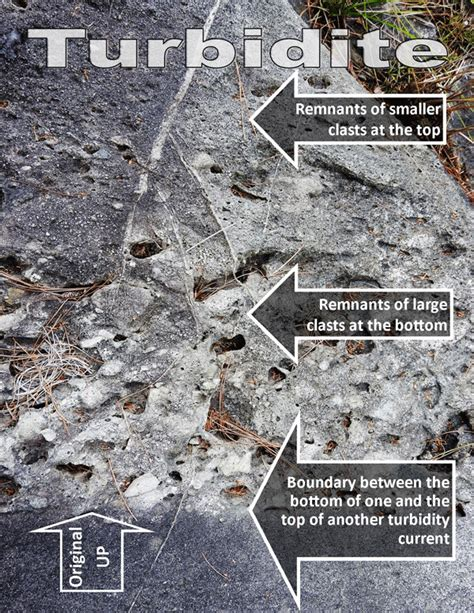 Turbidite
Remnants of smaller
clasts at the top
Remnants of large
clasts at the bottom
Boundary between the
bottom of one and the
top of another turbidity
current
Original
UP